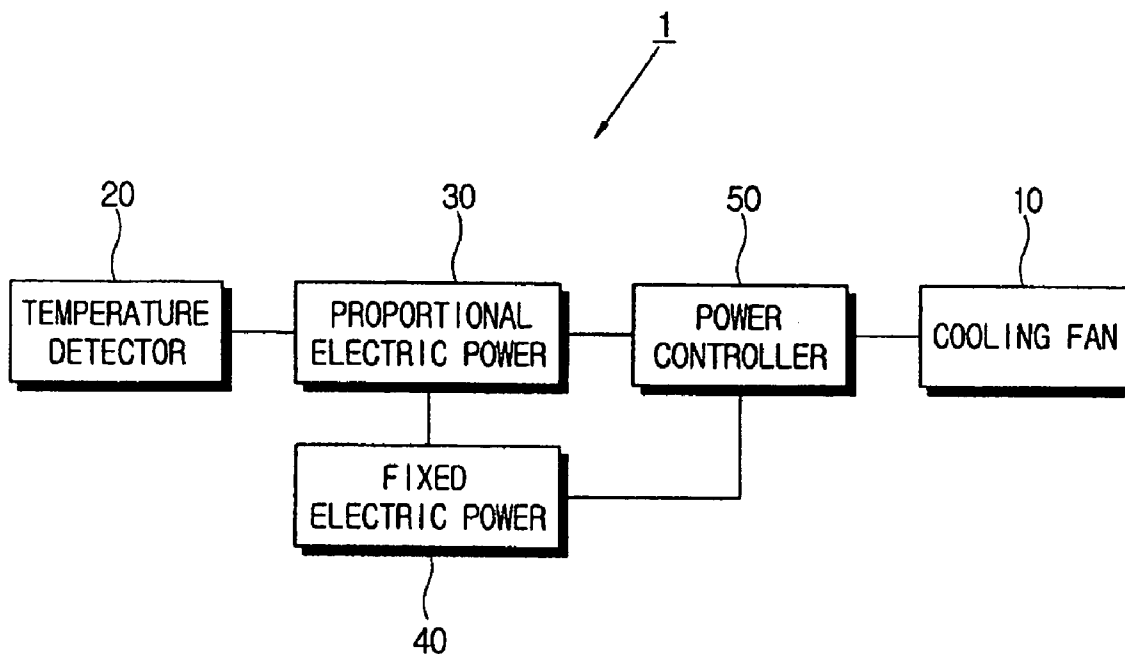 1
20
30
50
10
TEMPERATURE
DETECTOR
PROPORTIONAL
ELECTRIC POWER
POWER
CONTROLLER
COOLING FAN
FIXED
ELECTRIC POWER
40